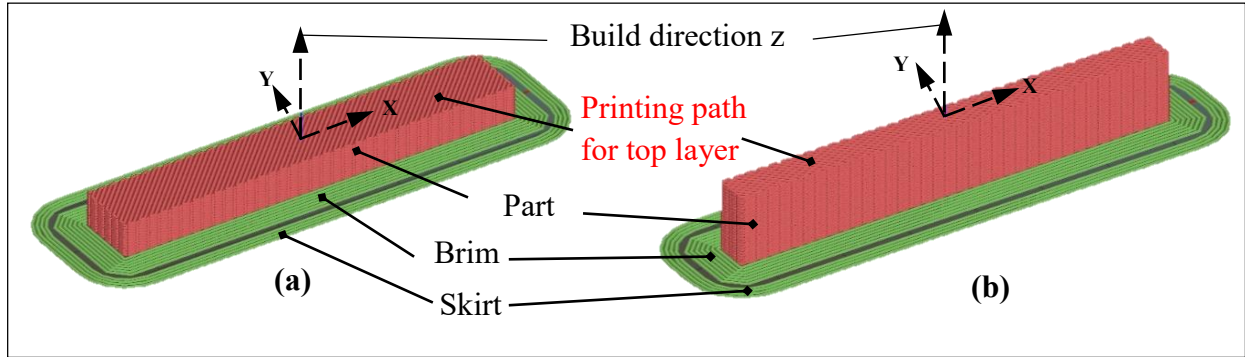 Build direction z
Y
X
Y
X
Printing path
for top layer
Part
Brim
Skirt
(a)
(b)